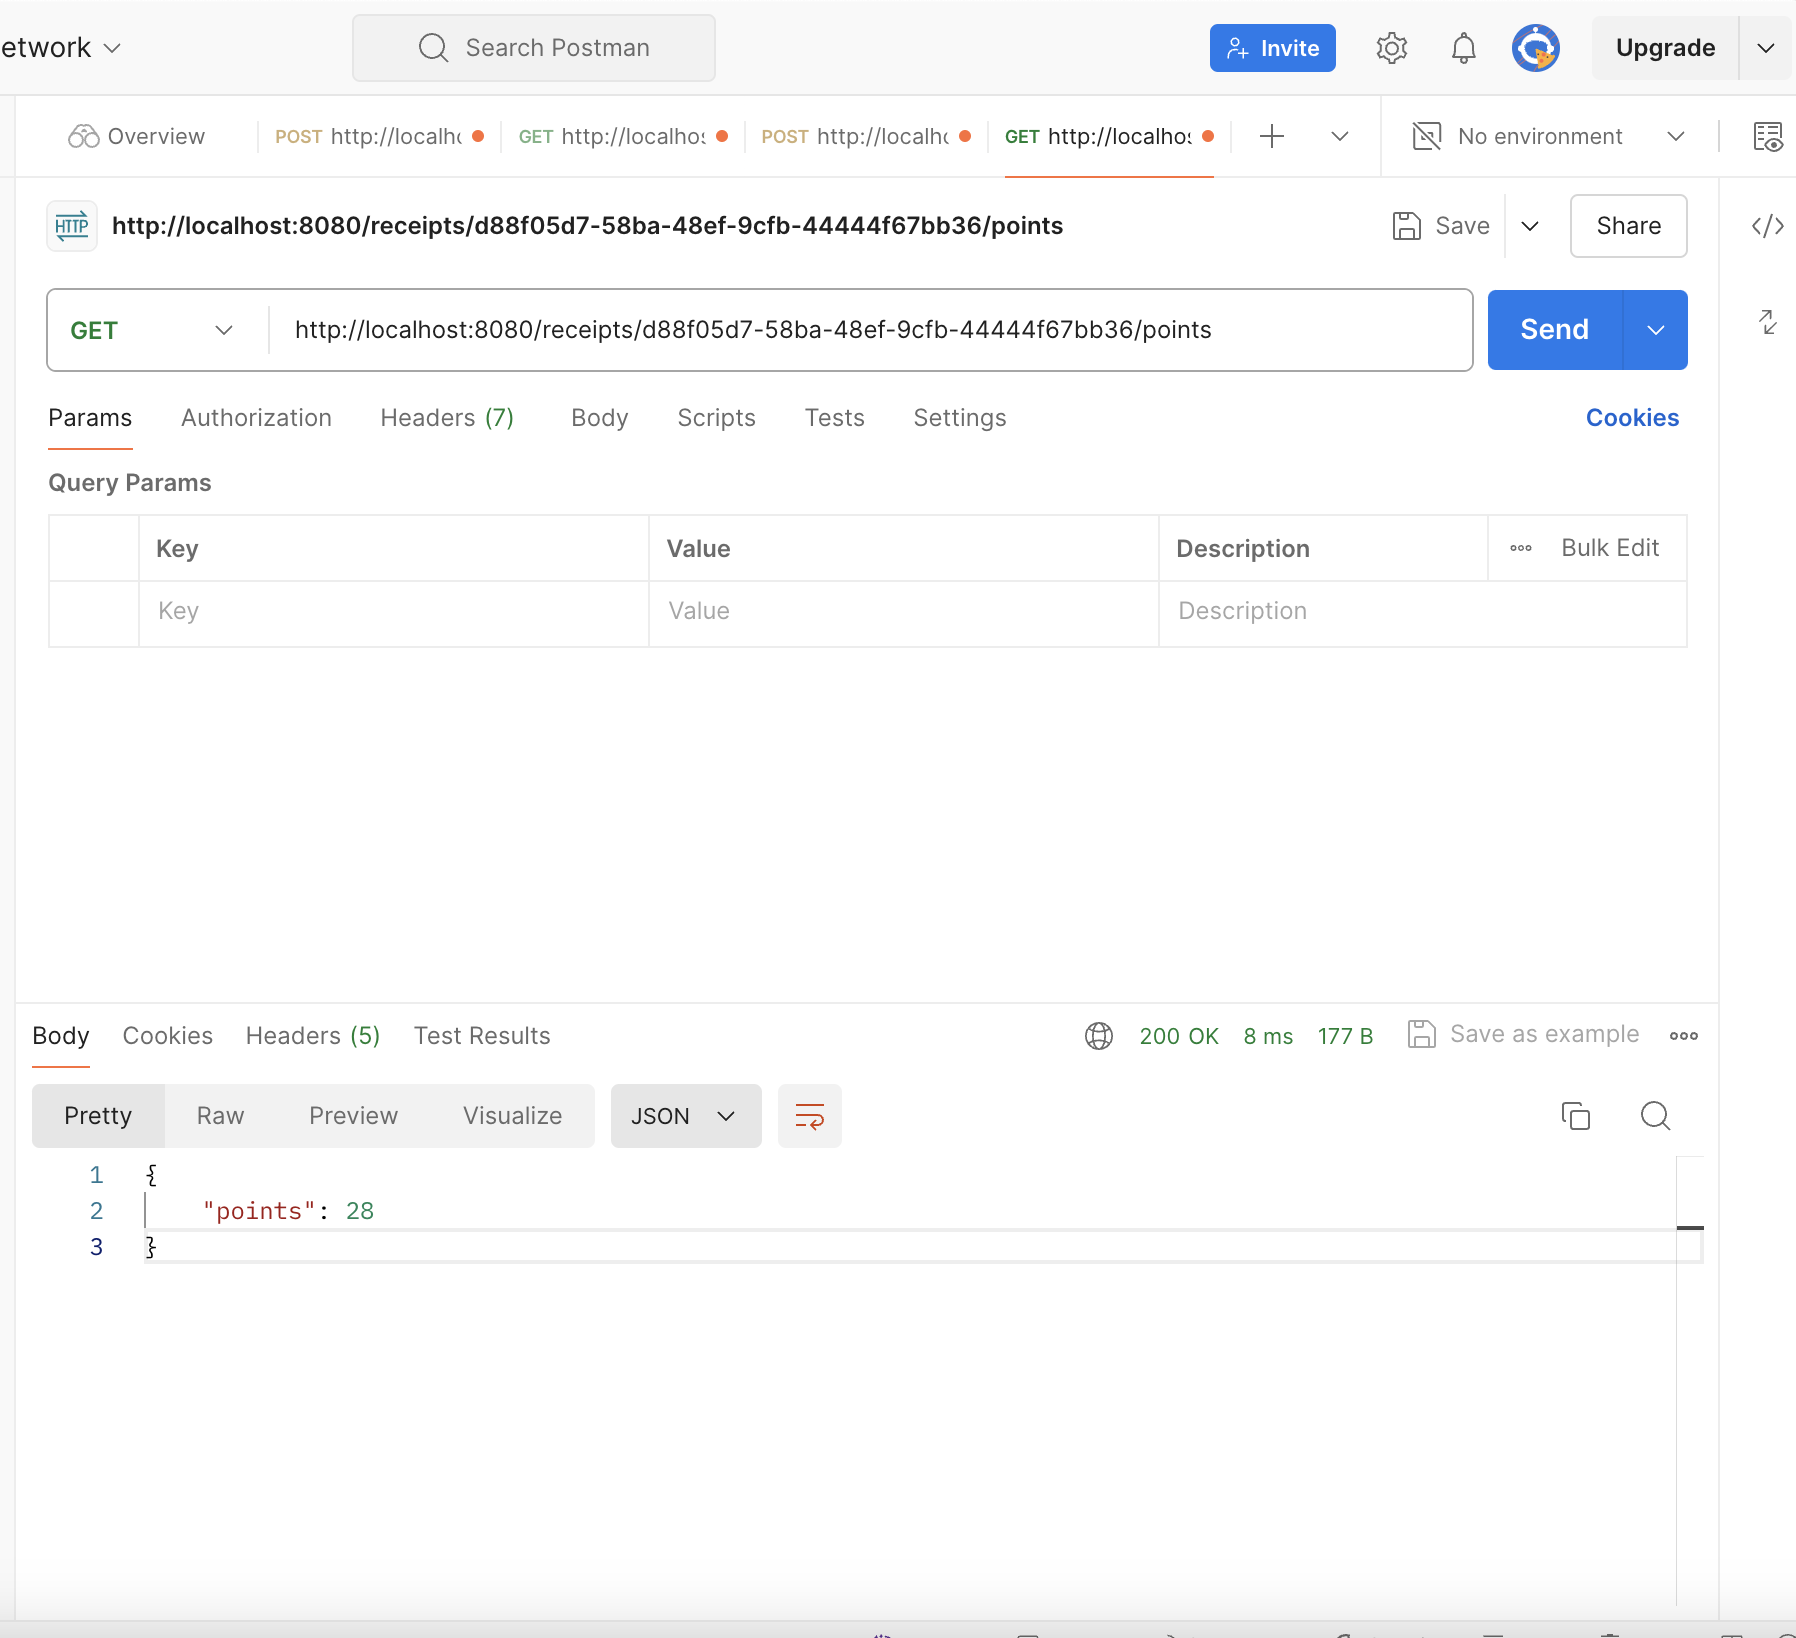 etwork
Search Postman
Invite
Upgrade
Overview
POST http://localh
GET http://localhos
POST http://localh
GET http://localhos
No environment
HTTP
http://localhost:8080/receipts/d88f05d7-58ba-48ef-9cfb-44444f67bb36/points
Save
Share
</>
GET
http://localhost:8080/receipts/d88f05d7-58ba-48ef-9cfb-44444f67bb36/points
Send
Params Authorization Headers (7) Body Scripts Tests Settings Cookies
Query Params
Key Value Description Bulk Edit
Key Value Description
Body Cookies Headers (5) Test Results 200 OK 8 ms 177 B Save as example
Pretty Raw Preview Visualize JSON
1 {
2 "points": 28
3 }